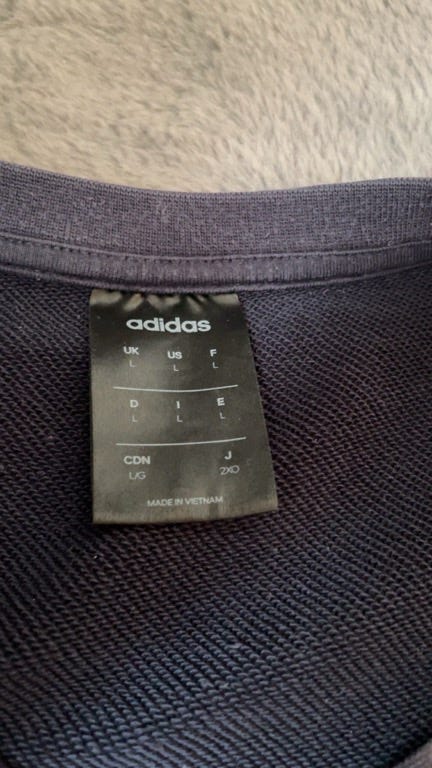 adidas
UK US F
L L L
D I E
L L L
CDN J
L/G 2XO
MADE IN VIETNAM